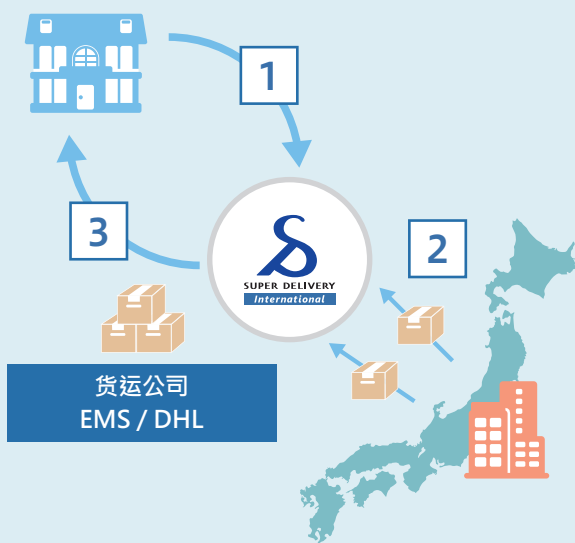 1
3
2
SUPER DELIVERY
International
货运公司
EMS / DHL